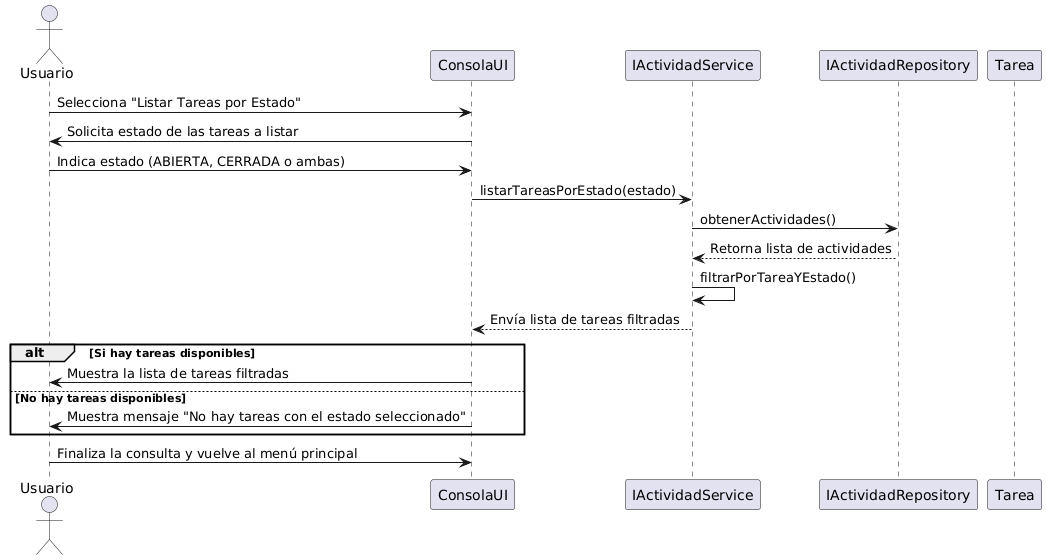 Usuario
ConsolaUI
IActividadService
IActividadRepository
Tarea
Selecciona "Listar Tareas por Estado"
Solicita estado de las tareas a listar
Indica estado (ABIERTA, CERRADA o ambas)
listarTareasPorEstado(estado)
obtenerActividades()
Retorna lista de actividades
filtrarPorTareaYEstado()
Envía lista de tareas filtradas
alt
[Si hay tareas disponibles]
Muestra la lista de tareas filtradas
[No hay tareas disponibles]
Muestra mensaje "No hay tareas con el estado seleccionado"
Finaliza la consulta y vuelve al menú principal
Usuario
ConsolaUI
IActividadService
IActividadRepository
Tarea